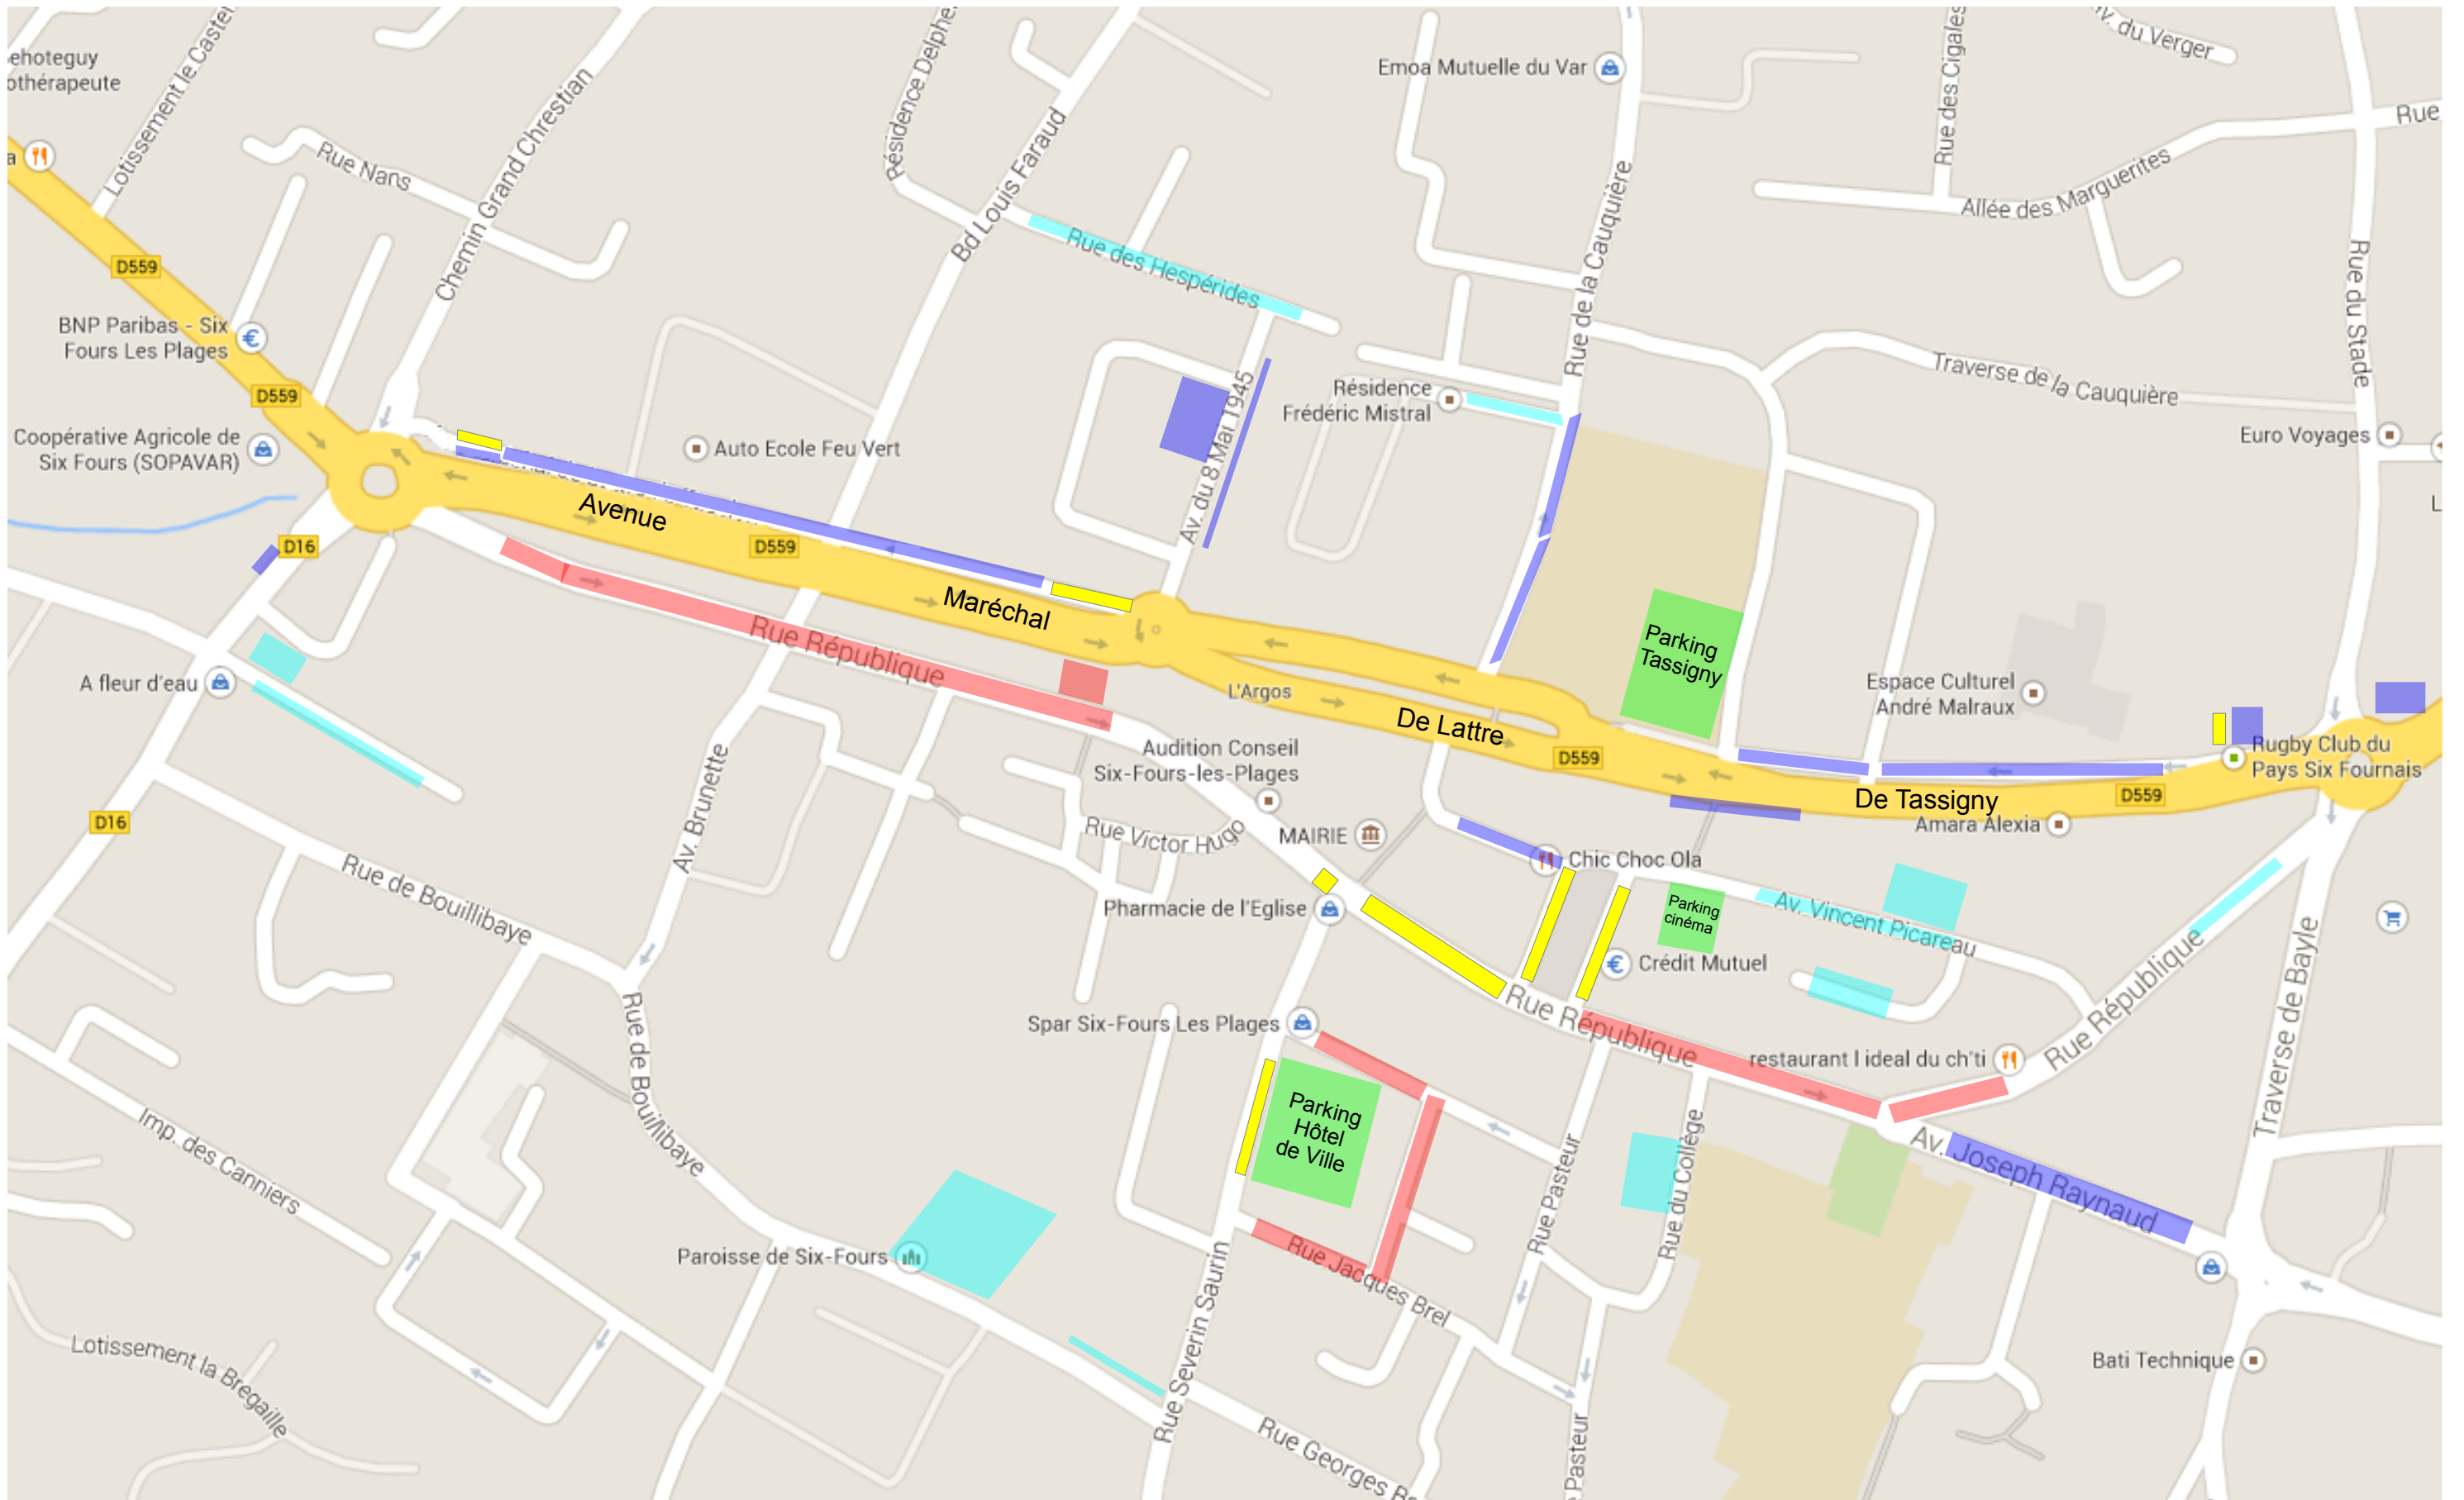 ehoteguy
othérapeute
Lotissement le Castel
Résidence Delphe
Emoa Mutuelle du Var
Rue des Cigales
Av. du Verger
Rue
a
Rue Nans
Chemin Grand Chrestian
Bd Louis Faraud
Rue de la Cauquière
Allée des Marguerites
Rue du Stade
D559
Rue des Hespérides
BNP Paribas - Six
Fours Les Plages
D559
Résidence
Frédéric Mistral
Traverse de la Cauquière
Coopérative Agricole de
Six Fours (SOPAVAR)
Auto Ecole Feu Vert
Av. du 8 Mai 1945
Euro Voyages
L
Avenue
D16
D559
Maréchal
Rue République
Parking
Tassigny
L'Argos
De Lattre
Espace Culturel
André Malraux
A fleur d'eau
Audition Conseil
Six-Fours-les-Plages
D559
Rugby Club du
Pays Six Fournais
De Tassigny
D559
Amara Alexia
D16
Av. Brunette
Rue Victor Hugo
MAIRIE
Chic Choc Ola
Rue de Bouillibaye
Pharmacie de l'Eglise
Parking
cinéma
Av. Vincent Picareau
Crédit Mutuel
Rue République
Rue République
Traverse de Bayle
Spar Six-Fours Les Plages
restaurant l ideal du ch'ti
Rue de Bouillibaye
Parking
Hôtel
de Ville
Imp. des Canniers
Rue Pasteur
Rue du Collège
Av. Joseph Raynaud
Paroisse de Six-Fours
Rue Jacques Brel
Rue Severin Saurin
Lotissement la Bregaille
Bati Technique
Rue Georges Br
Pasteur